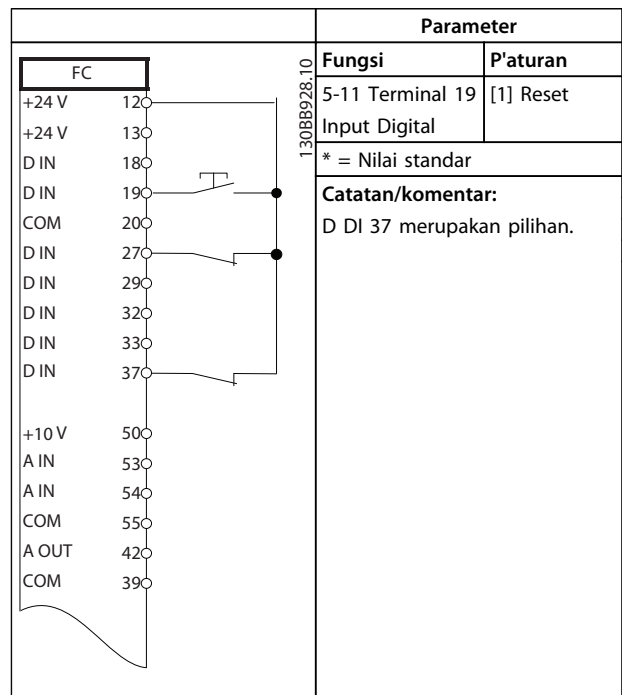 Parameter
FC
+24 V 12
+24 V 13
D IN 18
D IN 19
COM 20
D IN 27
D IN 29
D IN 32
D IN 33
D IN 37
+10 V 50
A IN 53
A IN 54
COM 55
A OUT 42
COM 39
130BB928.10
Fungsi P'aturan
5-11 Terminal 19 [1] Reset
Input Digital
* = Nilai standar
Catatan/komentar:
D DI 37 merupakan pilihan.